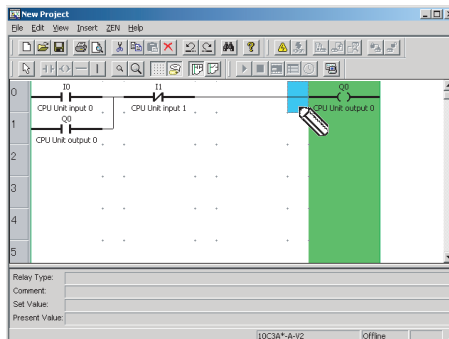 New Project
File Edit View Insert ZEN Help
0
I0
I1
Q0
CPU Unit input 0
CPU Unit input 1
CPU Unit output 0
1
Q0
CPU Unit output 0
2
3
4
5
Relay Type:
Comment:
Set Value:
Present Value:
10C3A*-A-V2
Offline